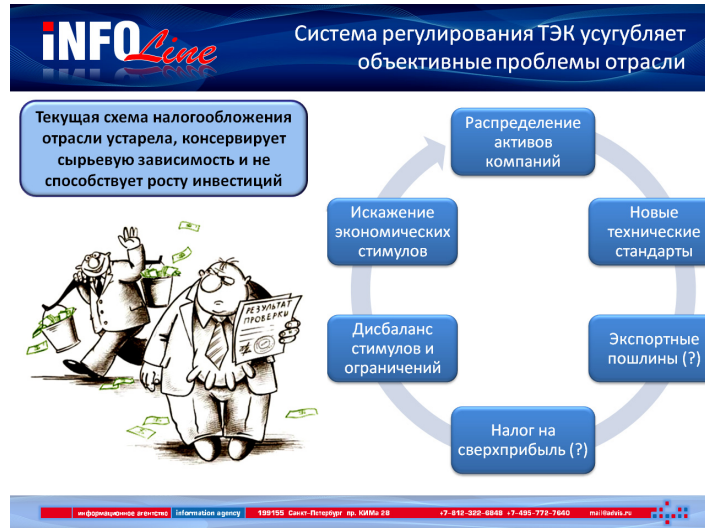 iNFOLine
Система регулирования ТЭК усугубляет
объективные проблемы отрасли
Текущая схема налогообложения
отрасли устарела, консервирует
сырьевую зависимость и не
способствует росту инвестиций
РЕЗУЛЬТАТ
ПРОВЕРКИ
Распределение
активов
компаний
Новые
технические
стандарты
Экспортные
пошлины (?)
Налог на
сверхприбыль (?)
Дисбаланс
стимулов и
ограничений
Искажение
экономических
стимулов
информационное агентство information agency 199155 Санкт-Петербург пр. КИМа 28 +7-812-322-6848 +7-495-772-7640 mail@advis.ru